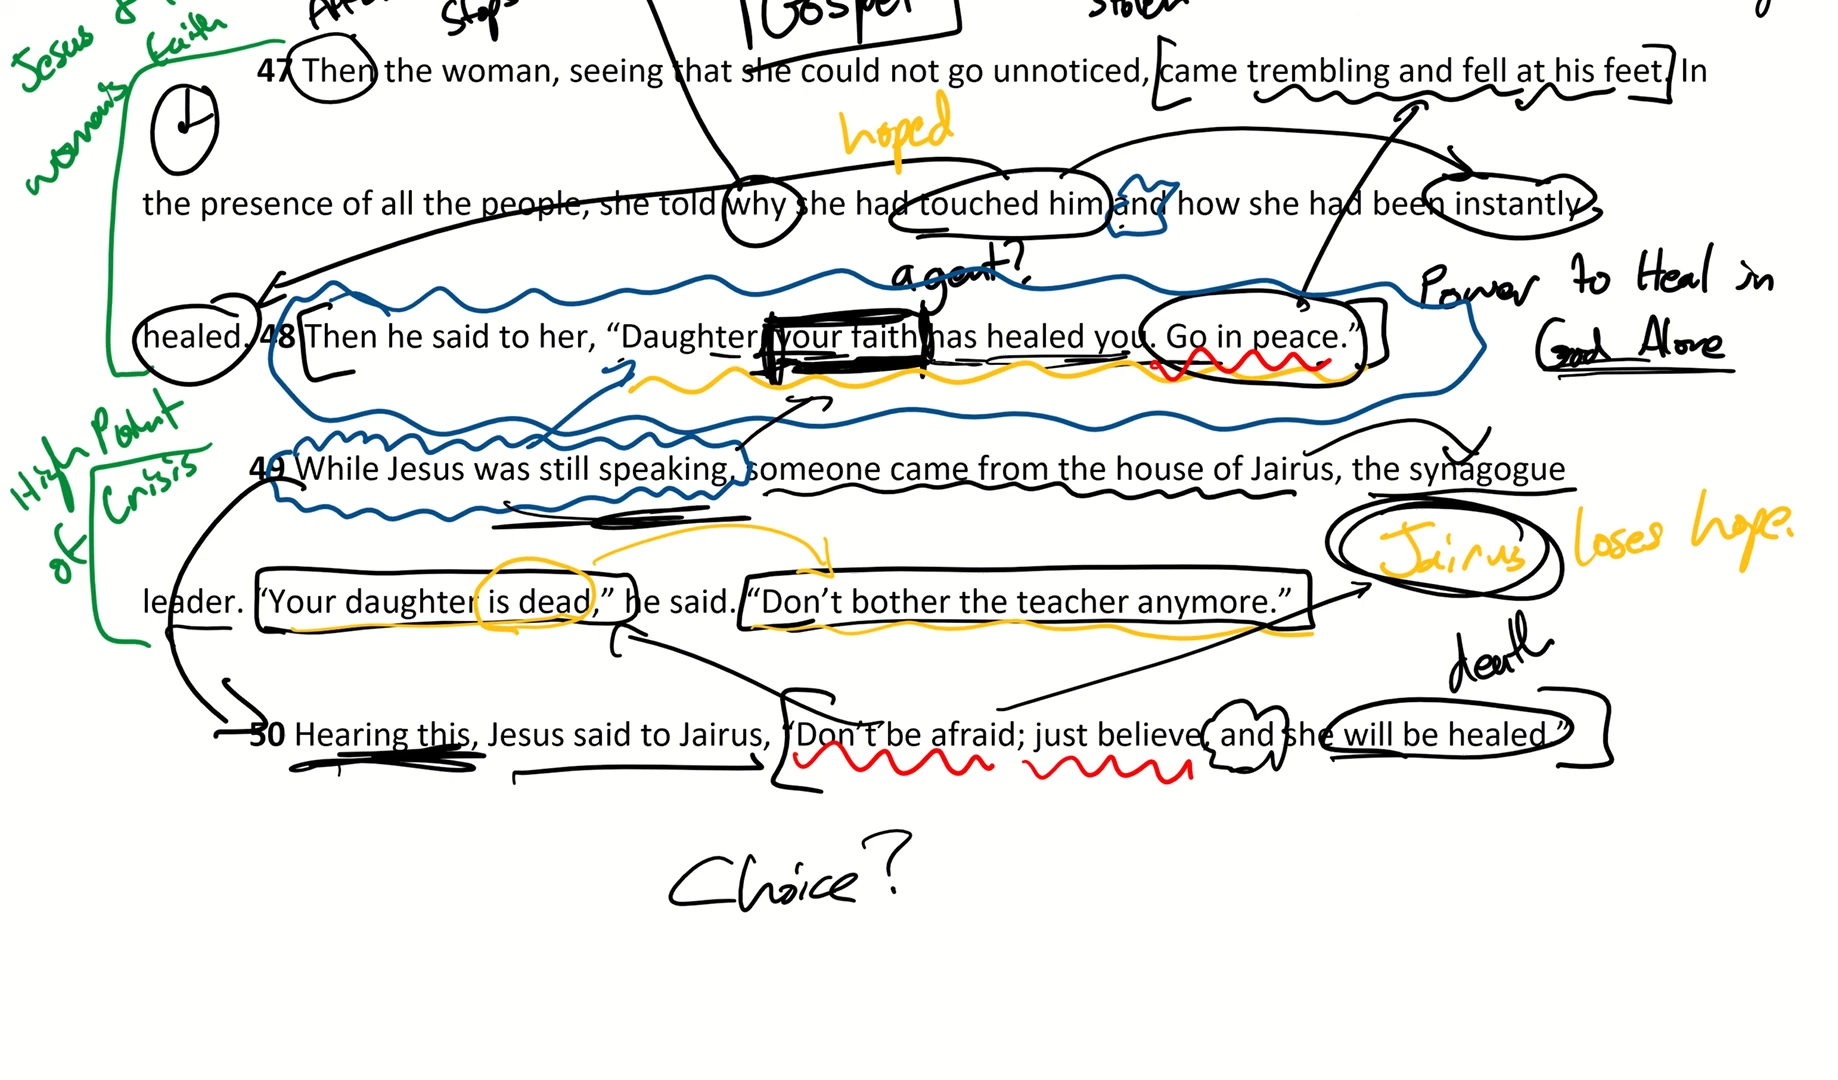 Jesus
Stops
Gospel
Stolen
Faith
woman's
47 Then the woman, seeing that she could not go unnoticed, came trembling and fell at his feet. In
hoped
the presence of all the people, she told why she had touched him and how she had been instantly
agent?
Power to Heal in
God Alone
healed. 48 Then he said to her, “Daughter, your faith has healed you. Go in peace.”
High Point
of Crisis
49 While Jesus was still speaking, someone came from the house of Jairus, the synagogue
Jairus loses hope.
leader. “Your daughter is dead,” he said. “Don’t bother the teacher anymore.”
death
50 Hearing this, Jesus said to Jairus, “Don’t be afraid; just believe, and she will be healed.”
Choice?